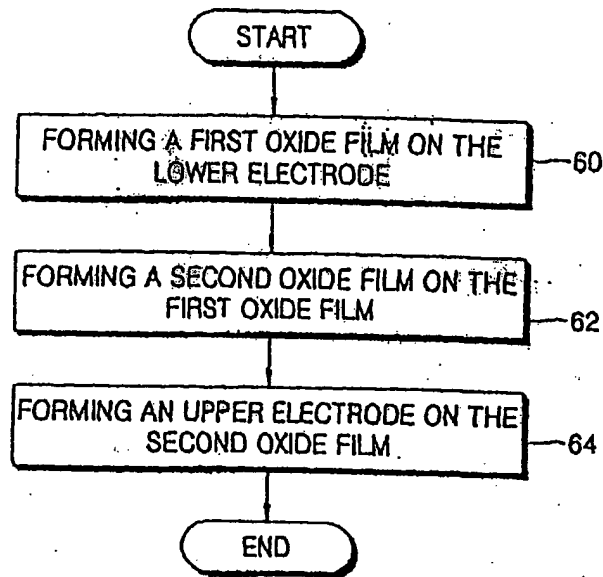 START
FORMING A FIRST OXIDE FILM ON THE
LOWER ELECTRODE
60
FORMING A SECOND OXIDE FILM ON THE
FIRST OXIDE FILM
62
FORMING AN UPPER ELECTRODE ON THE
SECOND OXIDE FILM
64
END